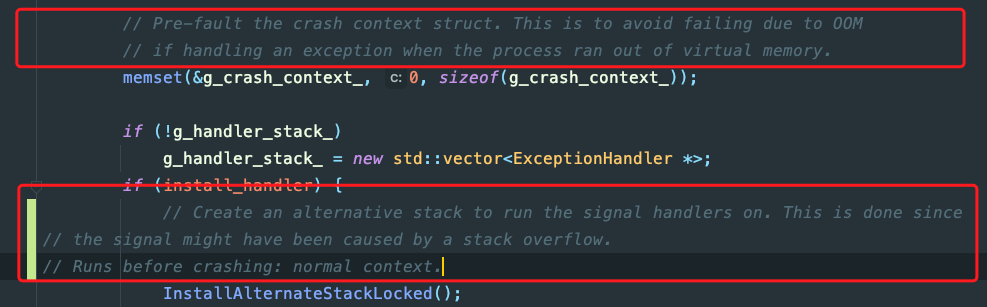 // Pre-fault the crash context struct. This is to avoid failing due to OOM
// if handling an exception when the process ran out of virtual memory.
memset(&g_crash_context_, c: 0, sizeof(g_crash_context_));
if (!g_handler_stack_)
g_handler_stack_ = new std::vector<ExceptionHandler *>;
if (install_handler) {
// Create an alternative stack to run the signal handlers on. This is done since
// the signal might have been caused by a stack overflow.
// Runs before crashing: normal context.
InstallAlternateStackLocked();